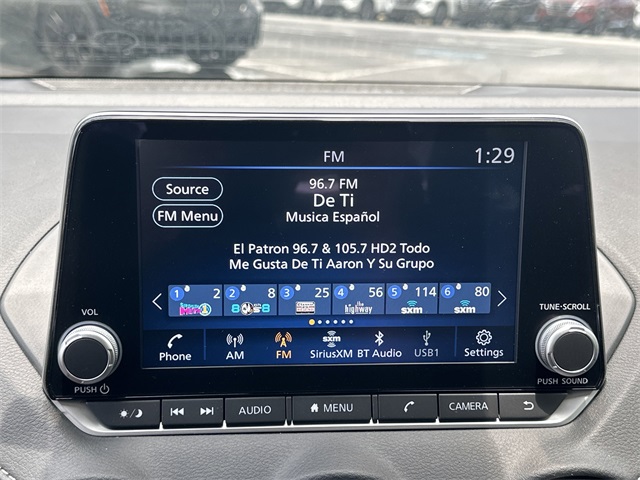 FM
1:29
Source
96.7 FM
De Ti
FM Menu
Musica Español
El Patron 96.7 & 105.7 HD2 Todo
Me Gusta De Ti Aaron Y Su Grupo
1 2
2 8
3 25
4 56
5 114
6 80
80s8
the highway
sxm
sxm
VOL
TUNE·SCROLL
Phone
AM
FM
sxm
SiriusXM
BT Audio
USB1
Settings
PUSH
PUSH SOUND
AUDIO
MENU
CAMERA